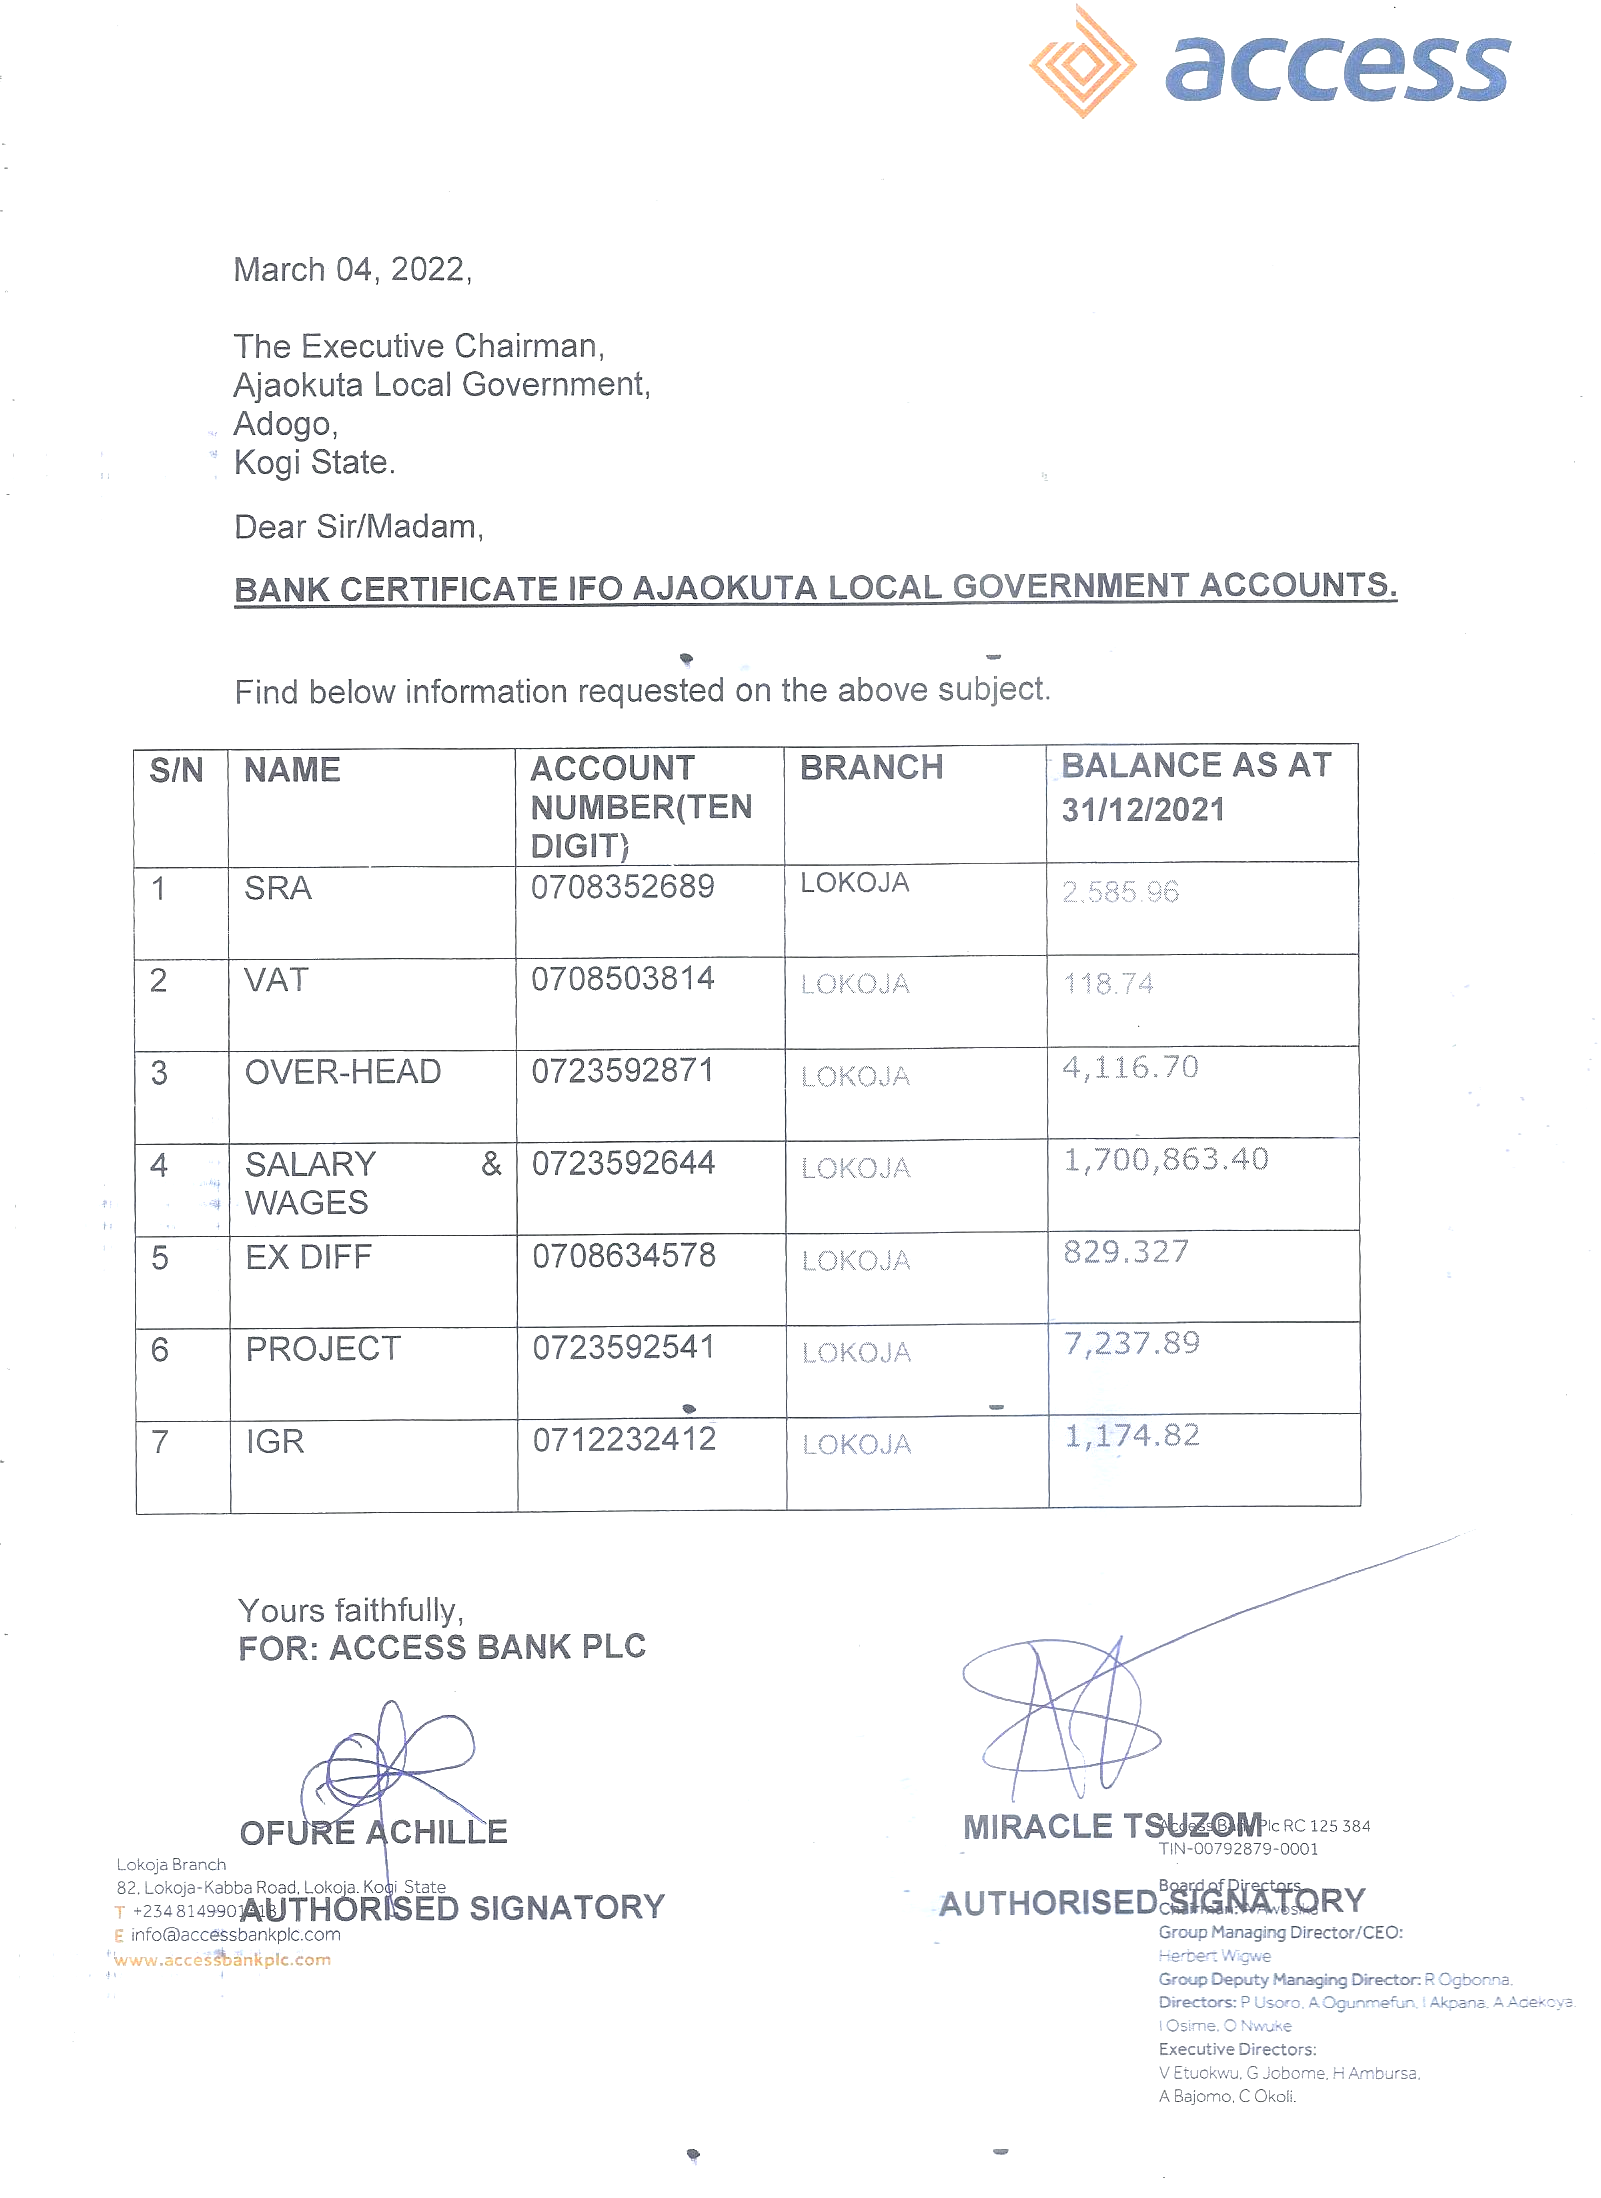 access
March 04, 2022,
The Executive Chairman,
Ajaokuta Local Government,
Adogo,
Kogi State.
Dear Sir/Madam,
BANK CERTIFICATE IFO AJAOKUTA LOCAL GOVERNMENT ACCOUNTS.
Find below information requested on the above subject.
S/N NAME ACCOUNT NUMBER(TEN DIGIT) BRANCH BALANCE AS AT 31/12/2021
1 SRA 0708352689 LOKOJA 2,585.96
2 VAT 0708503814 LOKOJA 118.74
3 OVER-HEAD 0723592871 LOKOJA 4,116.70
4 SALARY & WAGES 0723592644 LOKOJA 1,700,863.40
5 EX DIFF 0708634578 LOKOJA 829.327
6 PROJECT 0723592541 LOKOJA 7,237.89
7 IGR 0712232412 LOKOJA 1,174.82
Yours faithfully,
FOR: ACCESS BANK PLC
OFURE ACHILLE
AUTHORISED SIGNATORY
MIRACLE TSUZOM
AUTHORISED SIGNATORY
Lokoja Branch
82, Lokoja-Kabba Road, Lokoja. Kogi State
T +234
E info@accessbankplc.com
www.accessbankplc.com
Access Bank Plc RC 125 384
TIN-00792879-0001
Board of Directors
Chairman: A Awosika
Group Managing Director/CEO:
Herbert Wigwe
Group Deputy Managing Director: R Ogbonna.
Directors: P Usoro, A Ogunmefun, I Akpana, A Adekoya
I Osime, O Nwuke
Executive Directors:
V Etuokwu, G Jobome, H Ambursa,
A Bajomo, C Okoli.